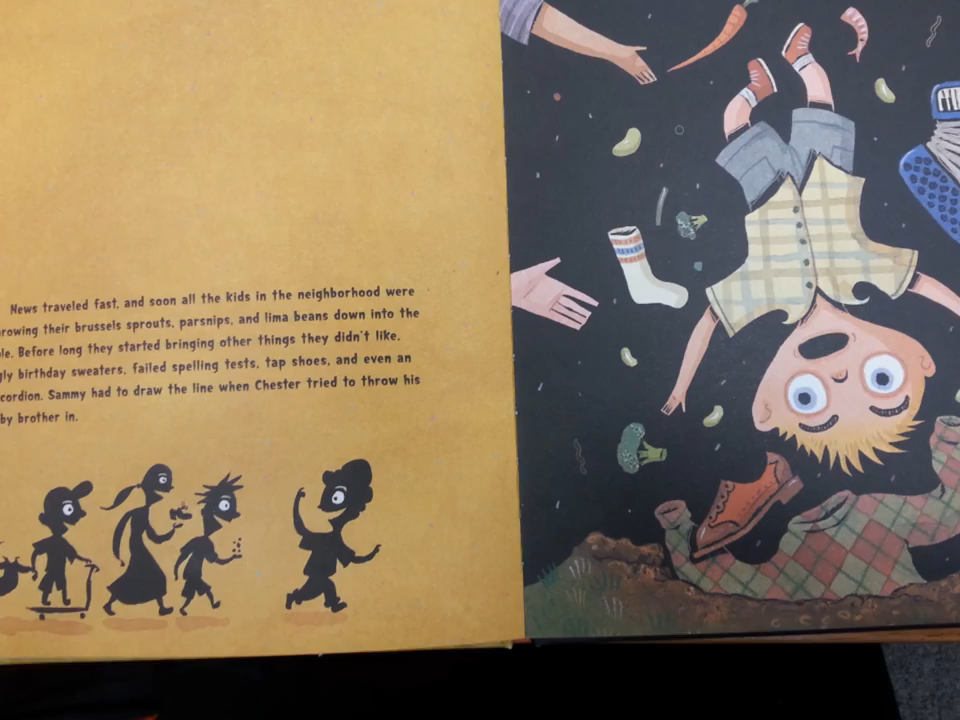 News traveled fast, and soon all the kids in the neighborhood were
rowing their brussels sprouts, parsnips, and lima beans down into the
le. Before long they started bringing other things they didn't like.
gly birthday sweaters, failed spelling tests, tap shoes, and even an
cordion. Sammy had to draw the line when Chester tried to throw his
by brother in.